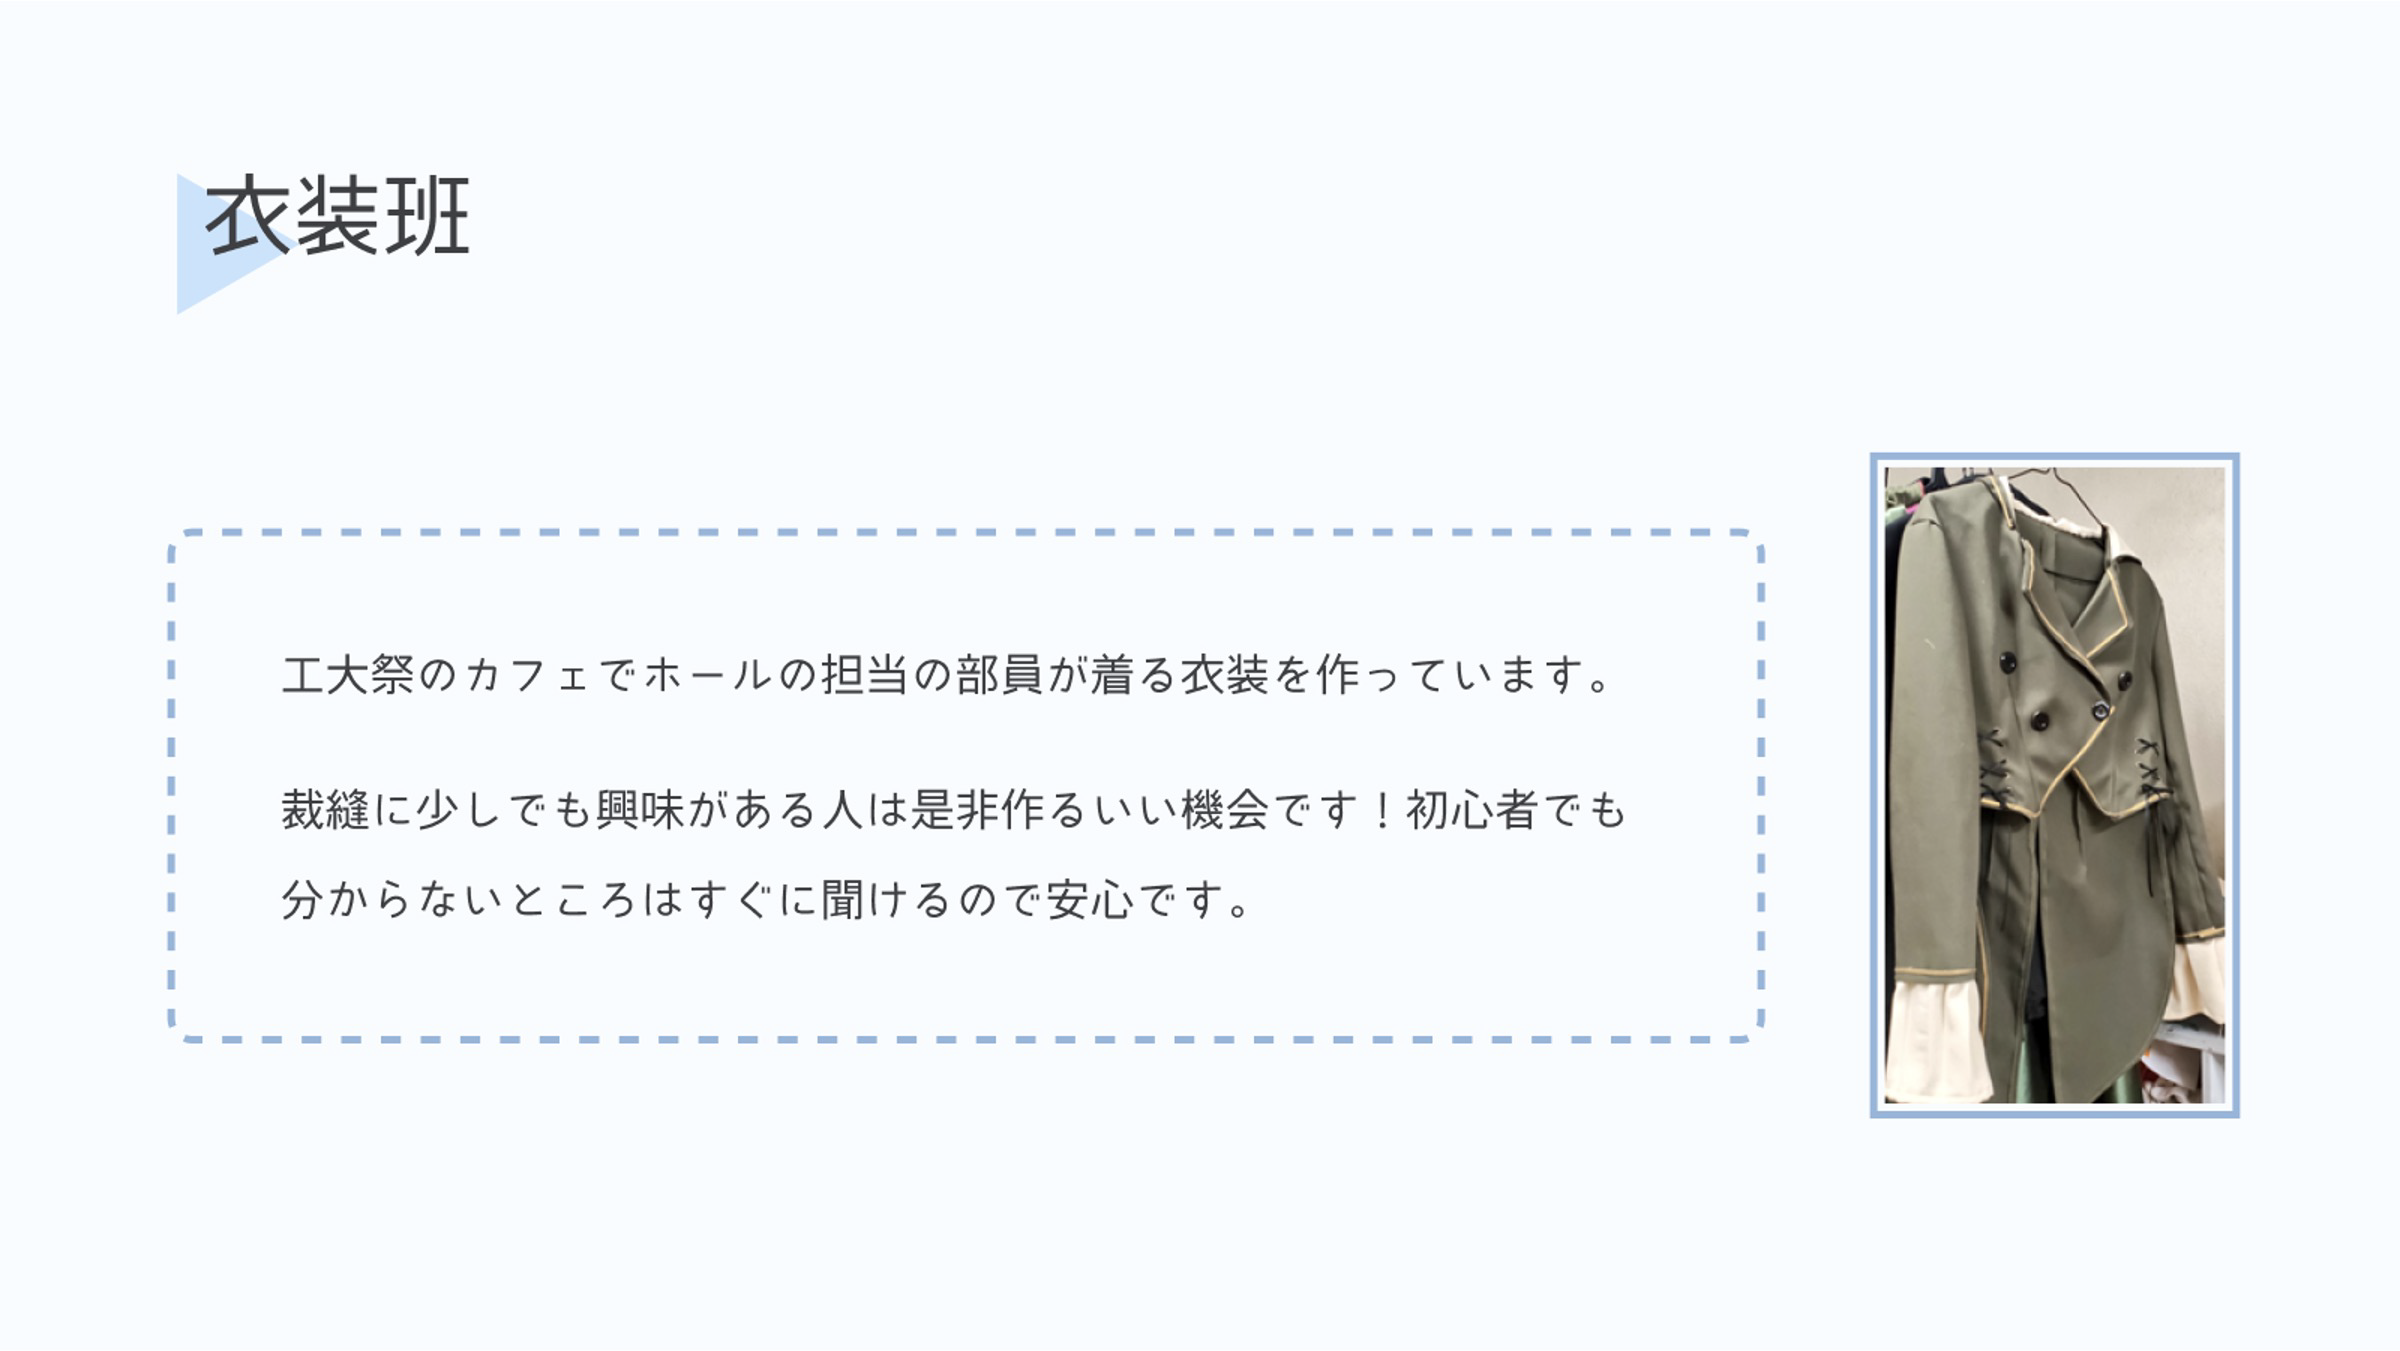 衣装班
工大祭のカフェでホールの担当の部員が着る衣装を作っています。
裁縫に少しでも興味がある人は是非作るいい機会です！初心者でも
分からないところはすぐに聞けるので安心です。